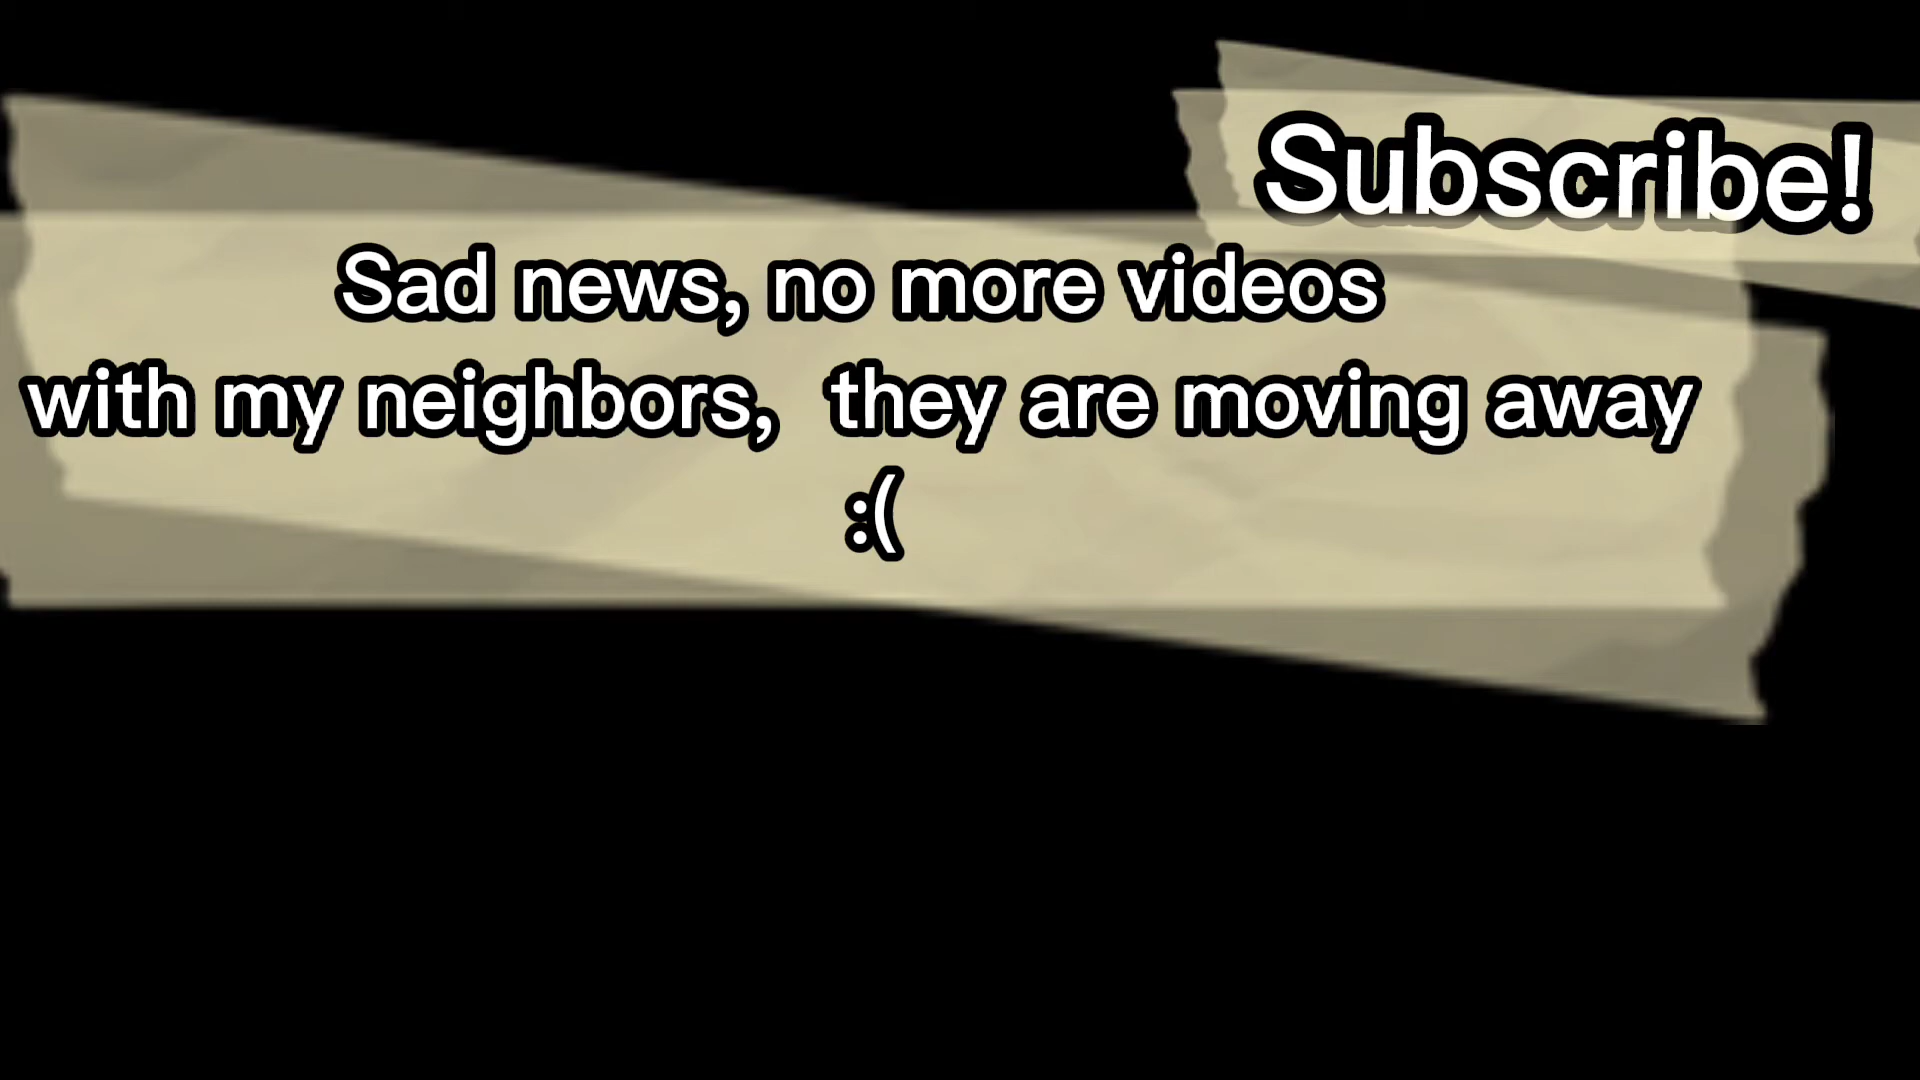 Subscribe!
Sad news, no more videos
with my neighbors,  they are moving away
:(